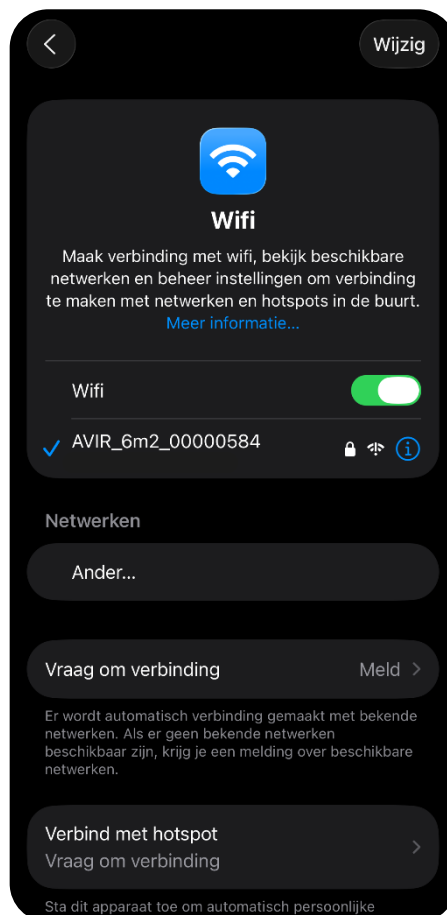 Wijzig
Wifi
Maak verbinding met wifi, bekijk beschikbare
netwerken en beheer instellingen om verbinding
te maken met netwerken en hotspots in de buurt.
Meer informatie...
Wifi
AVIR_6m2_00000584
Netwerken
Ander...
Vraag om verbinding
Meld
Er wordt automatisch verbinding gemaakt met bekende
netwerken. Als er geen bekende netwerken
beschikbaar zijn, krijg je een melding over beschikbare
netwerken.
Verbind met hotspot
Vraag om verbinding
Sta dit apparaat toe om automatisch persoonlijke